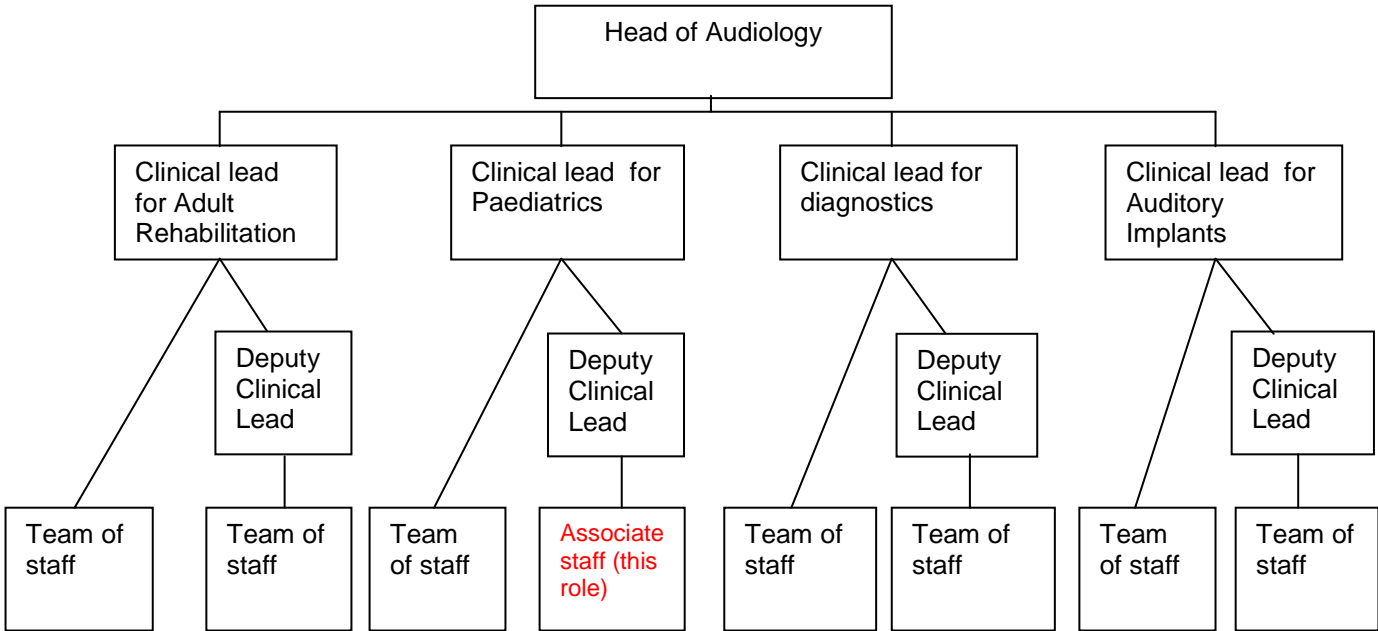 Head of Audiology
Clinical lead
for Adult
Rehabilitation
Clinical lead for
Paediatrics
Clinical lead for
diagnostics
Clinical lead for
Auditory
Implants
Deputy
Clinical
Lead
Deputy
Clinical
Lead
Deputy
Clinical
Lead
Deputy
Clinical
Lead
Team of
staff
Team of
staff
Team
of staff
Associate
staff (this
role)
Team of
staff
Team of
staff
Team
of staff
Team of
staff